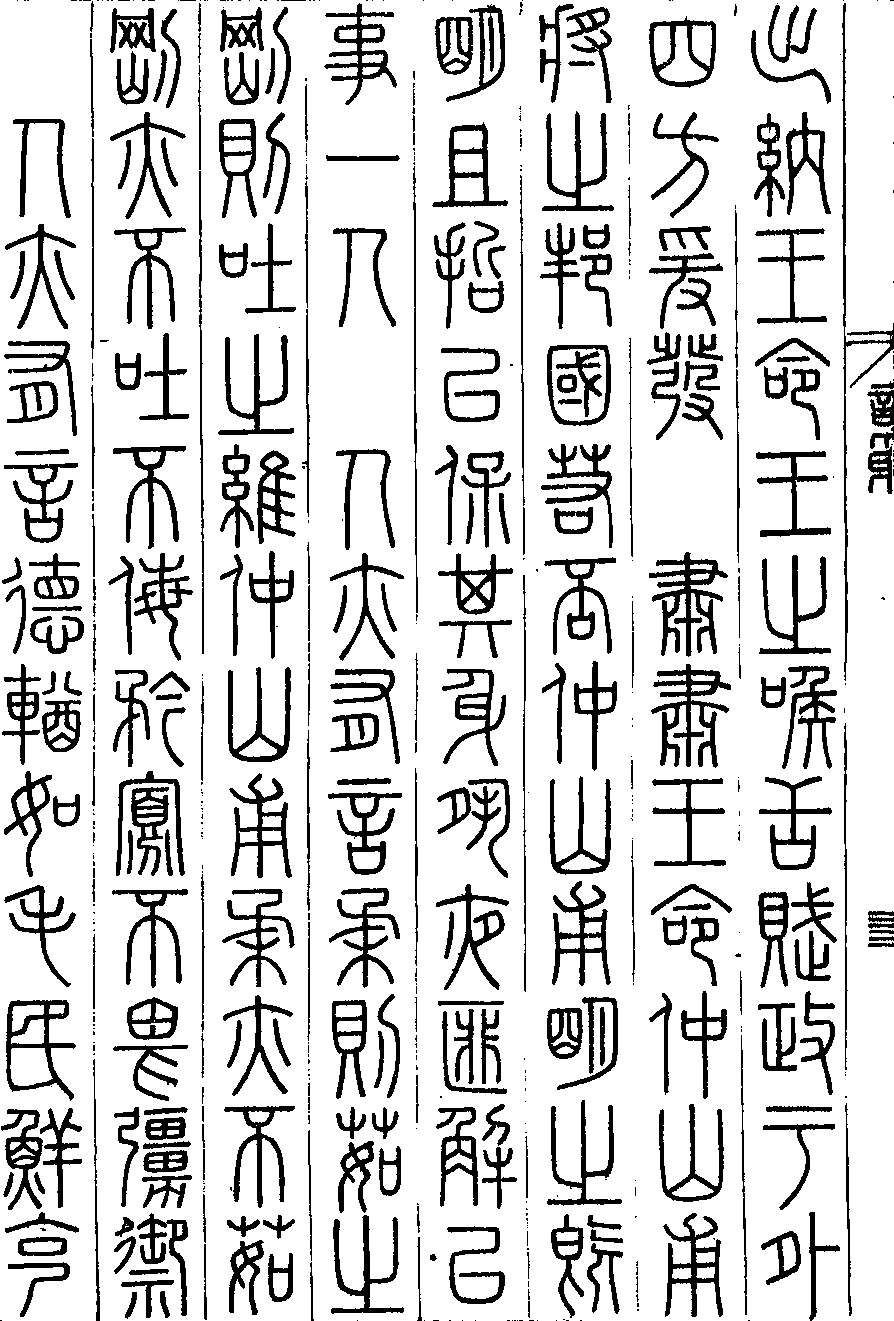 出納王命王之喉舌賦政于外
四方爰發　肅肅王命仲山甫
將之邦國若否仲山甫明之既
明且哲以保其身夙夜匪解以
事一人　人亦有言柔則茹之
剛則吐之維仲山甫柔亦不茹
剛亦不吐不侮矜寡不畏彊禦
人亦有言德輶如毛民鮮克